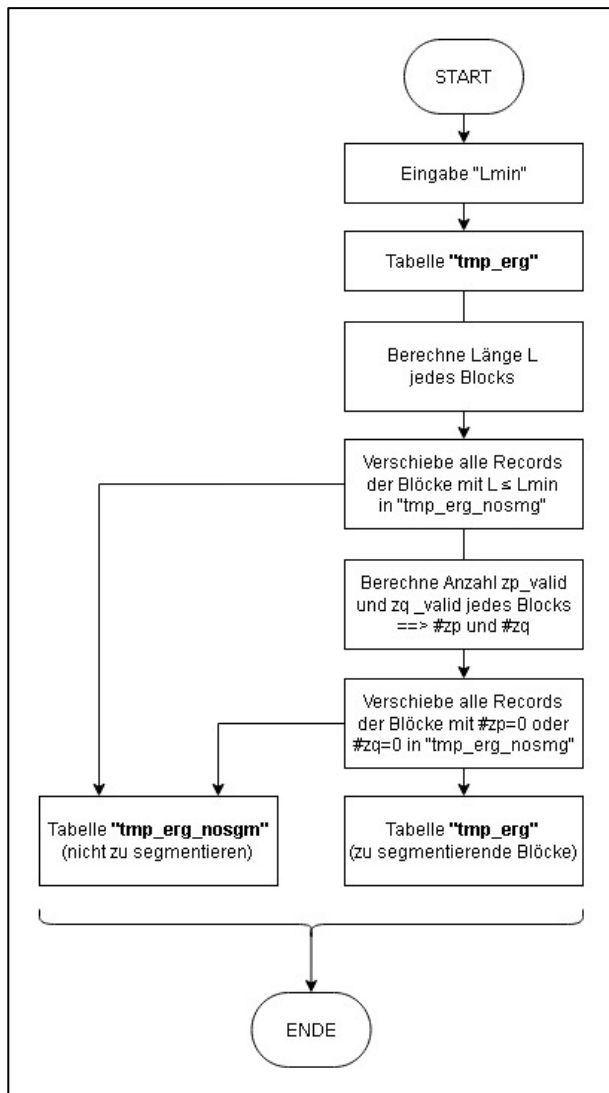 START
Eingabe "Lmin"
Tabelle "tmp_erg"
Berechne Länge L
jedes Blocks
Verschiebe alle Records
der Blöcke mit L ≤ Lmin
in "tmp_erg_nosmg"
Berechne Anzahl zp_valid
und zq _valid jedes Blocks
==> #zp und #zq
Verschiebe alle Records
der Blöcke mit #zp=0 oder
#zq=0 in "tmp_erg_nosmg"
Tabelle "tmp_erg_nosgm"
(nicht zu segmentieren)
Tabelle "tmp_erg"
(zu segmentierende Blöcke)
ENDE